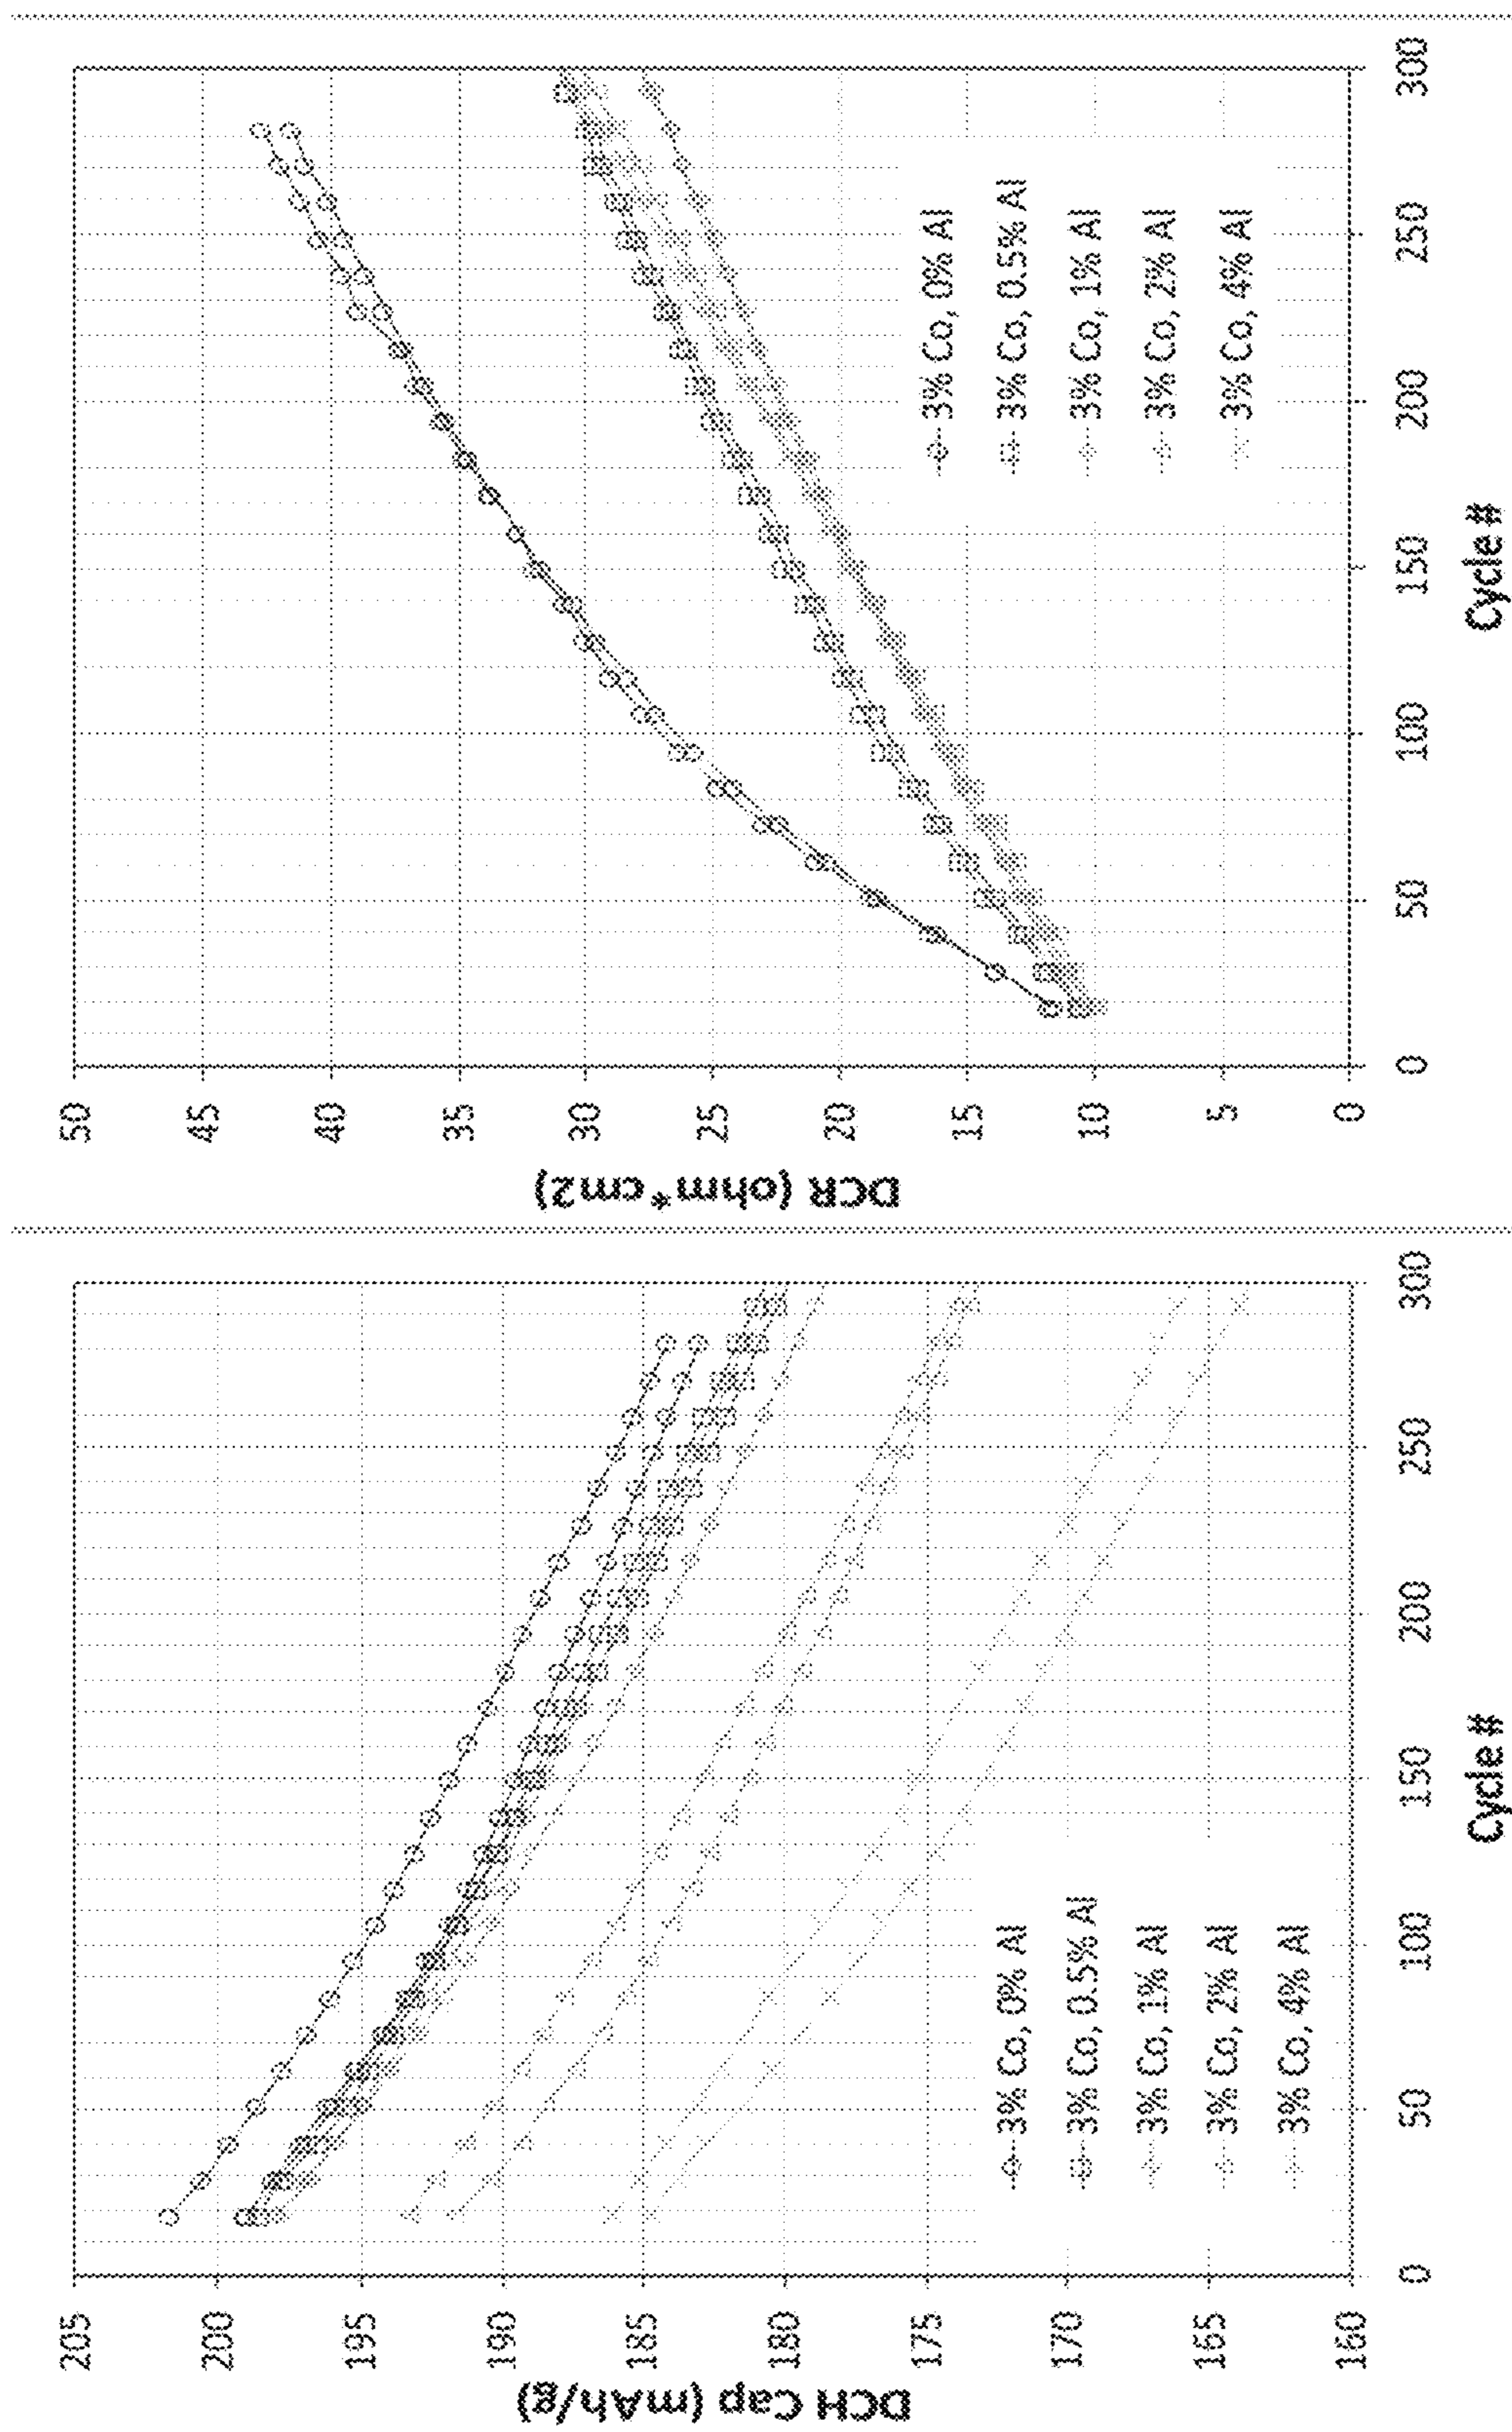 DCH Cap (mAh/g)
205
200
195
190
185
180
175
170
165
160
3% Co, 0% Al
3% Co, 0.5% Al
3% Co, 1% Al
3% Co, 2% Al
3% Co, 4% Al
0
50
100
150
200
250
300
Cycle #
DCR (ohm*cm2)
50
45
40
35
30
25
20
15
10
5
0
3% Co, 0% Al
3% Co, 0.5% Al
3% Co, 1% Al
3% Co, 2% Al
3% Co, 4% Al
0
50
100
150
200
250
300
Cycle #